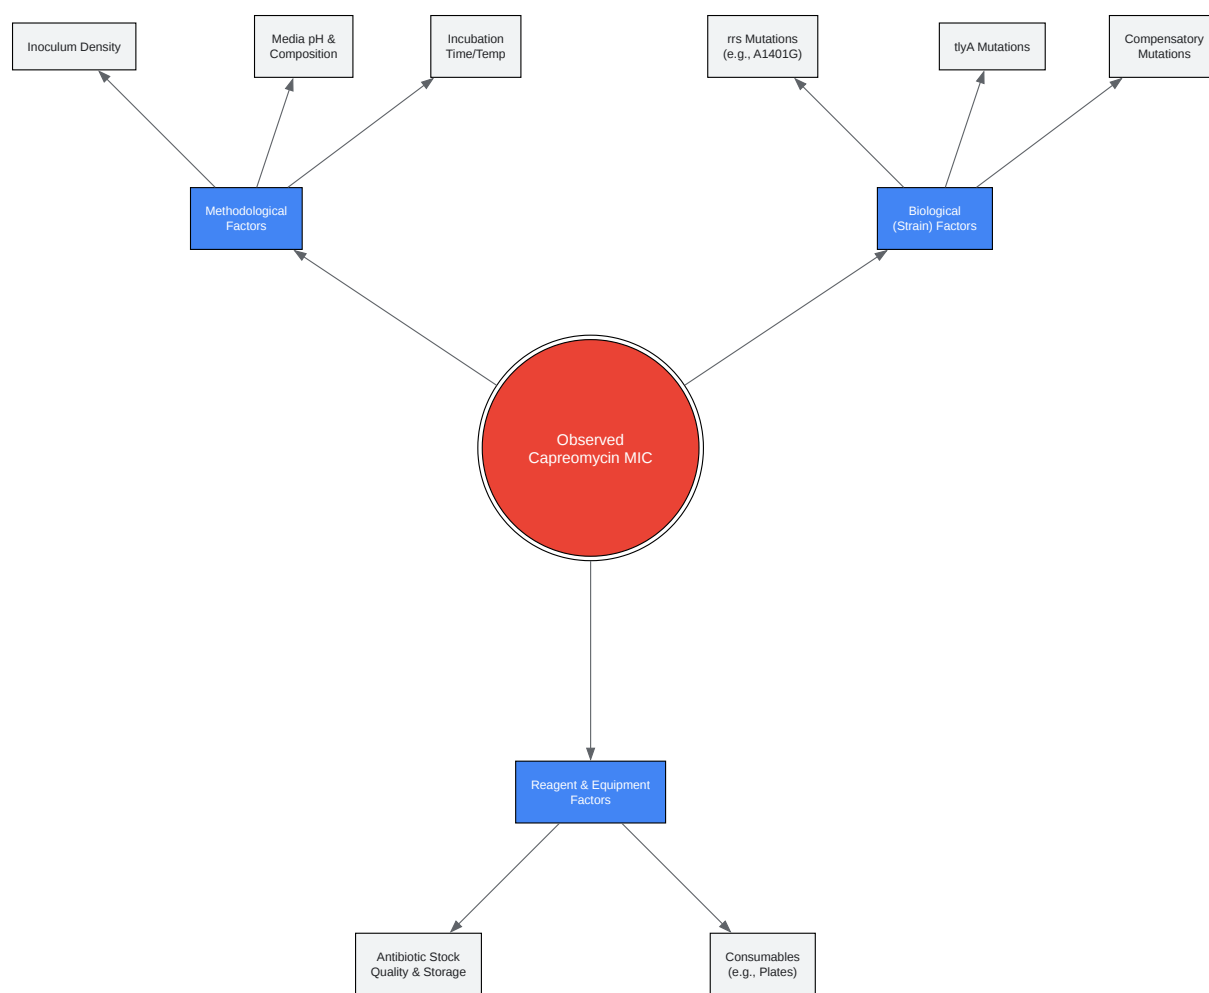 Inoculum Density
Media pH &
Composition
Incubation
Time/Temp
rrs Mutations
(e.g., A1401G)
tlyA Mutations
Compensatory
Mutations
Methodological
Factors
Biological
(Strain) Factors
Observed
Capreomycin MIC
Reagent & Equipment
Factors
Antibiotic Stock
Quality & Storage
Consumables
(e.g., Plates)